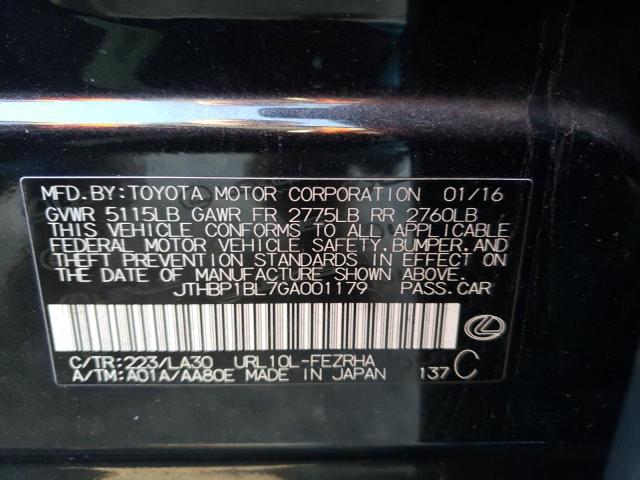 MFD.BY:TOYOTA MOTOR CORPORATION 01/16
GVWR 5115LB GAWR FR 2775LB RR 2760LB
THIS VEHICLE CONFORMS TO ALL APPLICABLE
FEDERAL MOTOR VEHICLE SAFETY,BUMPER,AND
THEFT PREVENTION STANDARDS IN EFFECT ON
THE DATE OF MANUFACTURE SHOWN ABOVE.
JTHBP1BL7GA001179 PASS.CAR
C/TR:223/LA30 URL10L-FEZRHA
A/TM:A01A/AA80E MADE IN JAPAN 137C